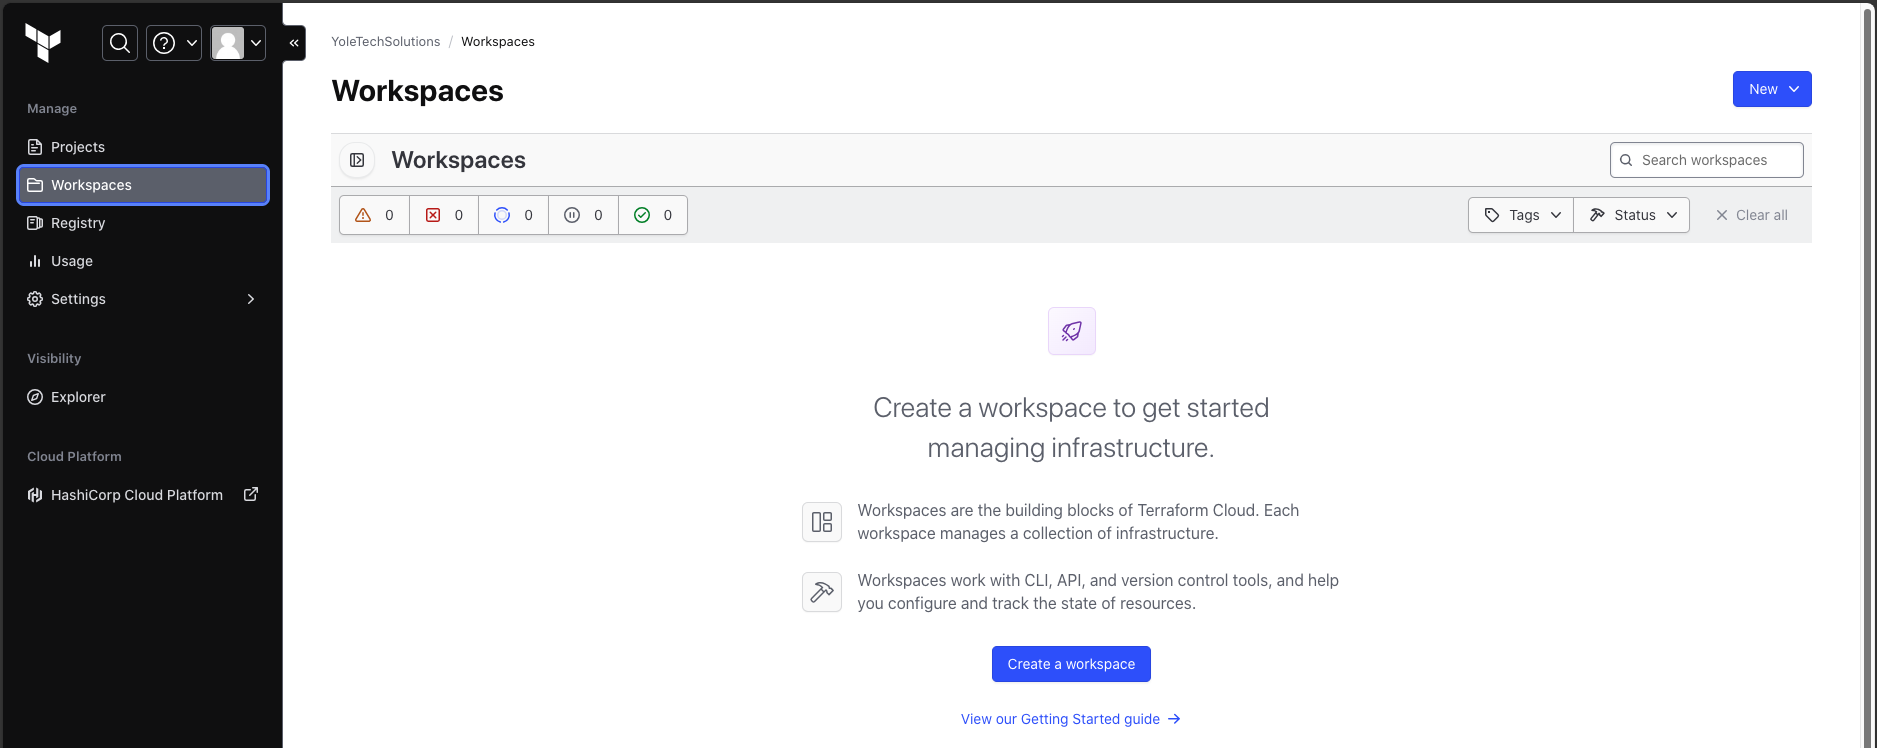 Manage
Projects
Workspaces
Registry
Usage
Settings
Visibility
Explorer
Cloud Platform
HashiCorp Cloud Platform
YoleTechSolutions / Workspaces
Workspaces
New
Workspaces
Search workspaces
0 0 0 0 0
Tags
Status
Clear all
Create a workspace to get started
managing infrastructure.
Workspaces are the building blocks of Terraform Cloud. Each
workspace manages a collection of infrastructure.
Workspaces work with CLI, API, and version control tools, and help
you configure and track the state of resources.
Create a workspace
View our Getting Started guide